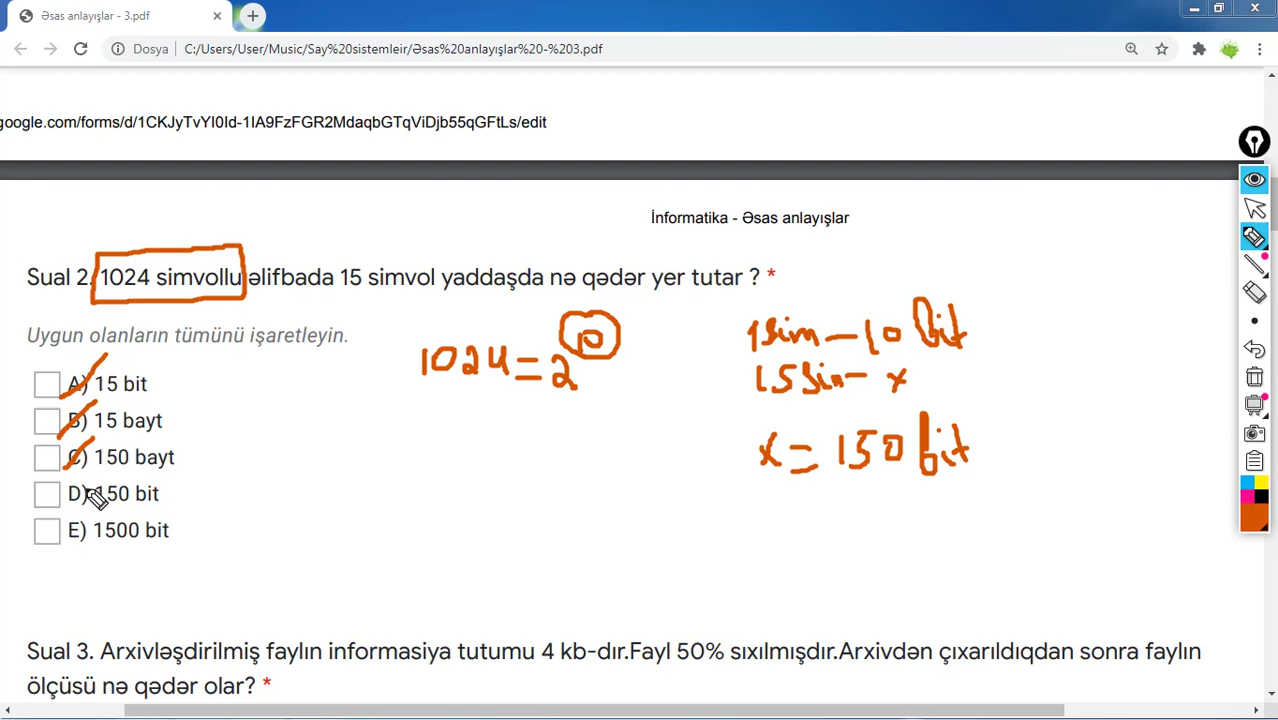 Əsas anlayışlar - 3.pdf
Dosya
C:/Users/User/Music/Say%20sistemleir/Əsas%20anlayışlar%20-%203.pdf
google.com/forms/d/1CKJyTvYI0Id-1IA9FzFGR2MdaqbGTqViDjb55qGFtLs/edit
İnformatika - Əsas anlayışlar
Sual 2. 1024 simvollu əlifbada 15 simvol yaddaşda nə qədər yer tutar ? *
Uygun olanların tümünü işaretleyin.
1024=2^10
1sim-10 bit
15sim- x
x=150 bit
A) 15 bit
B) 15 bayt
C) 150 bayt
D) 150 bit
E) 1500 bit
Sual 3. Arxivləşdirilmiş faylın informasiya tutumu 4 kb-dır.Fayl 50% sıxılmışdır.Arxivdən çıxarıldıqdan sonra faylın
ölçüsü nə qədər olar? *